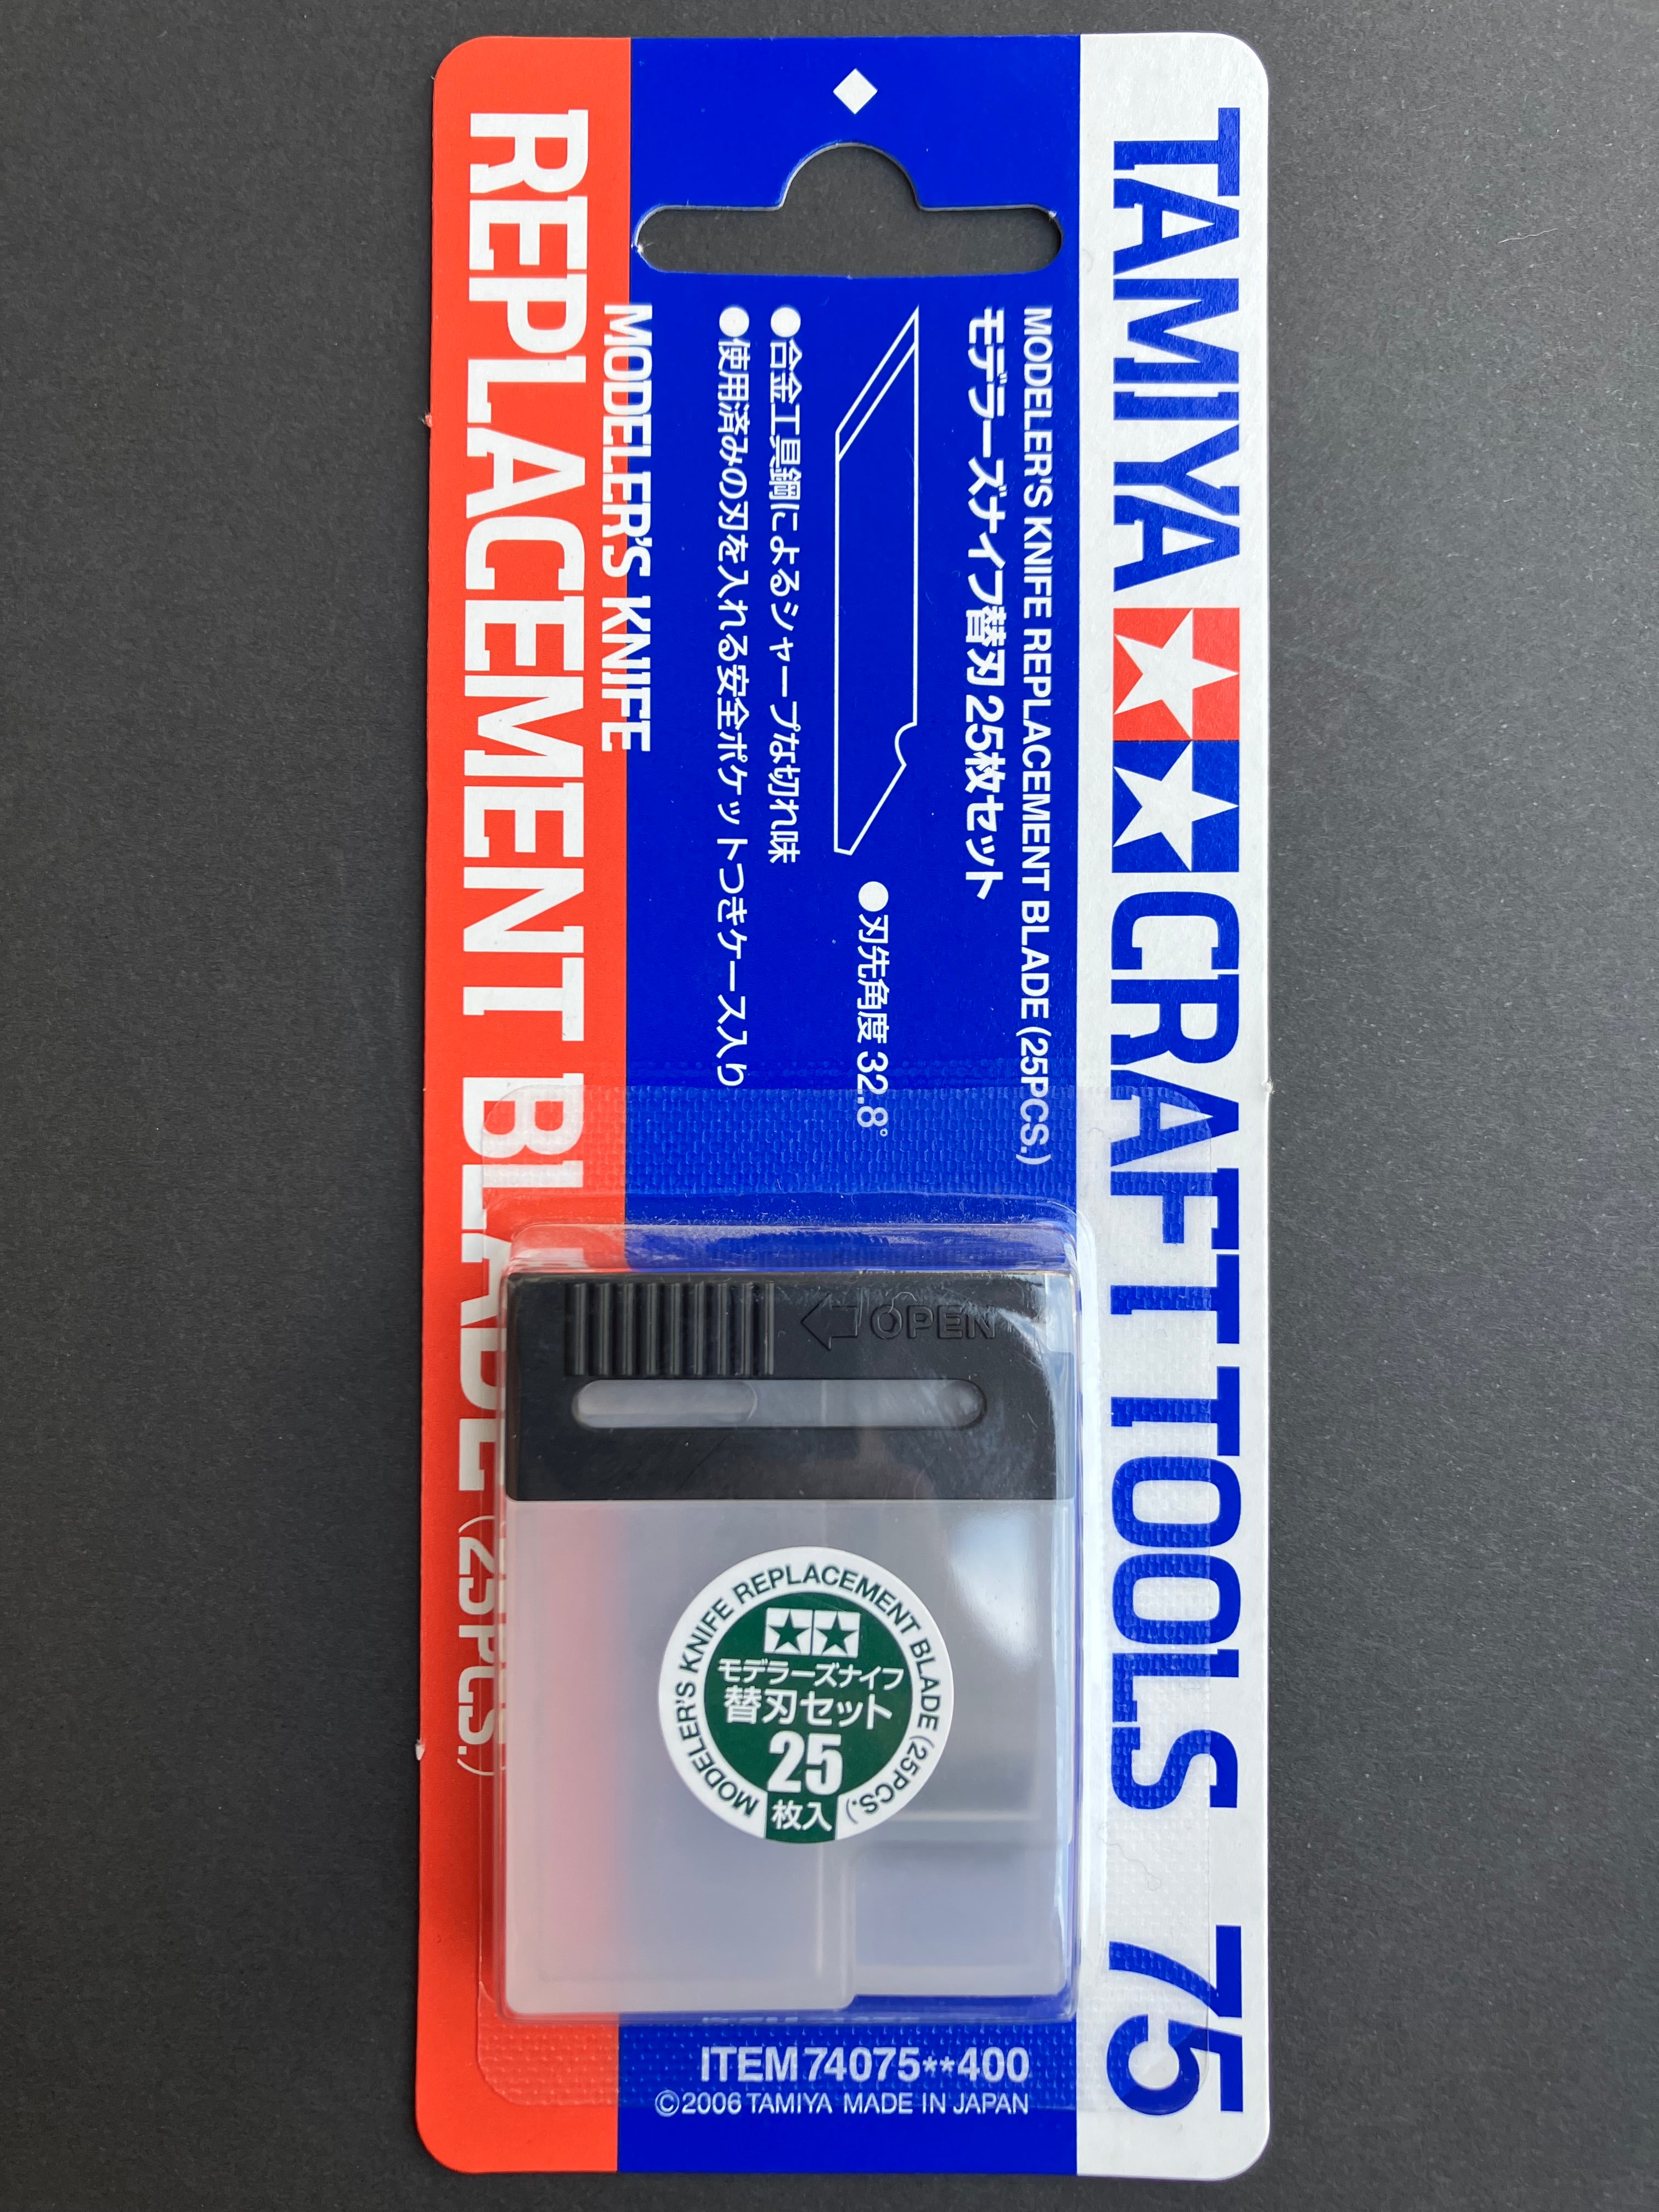 TAMIYA CRAFT TOOLS 75
MODELER'S KNIFE REPLACEMENT BLADE (25PCS.)
モデラーズナイフ替刃 25枚セット
●刃先角度 32.8°
●合金工具鋼によるシャープな切れ味
●使用済みの刃を入れる安全ポケットつきケース入り
MODELER'S KNIFE
REPLACEMENT BLADE (25PCS.)
OPEN
MODELER'S KNIFE REPLACEMENT BLADE (25PCS.)
モデラーズナイフ
替刃セット
25
枚入
ITEM 74075**400
©2006 TAMIYA MADE IN JAPAN